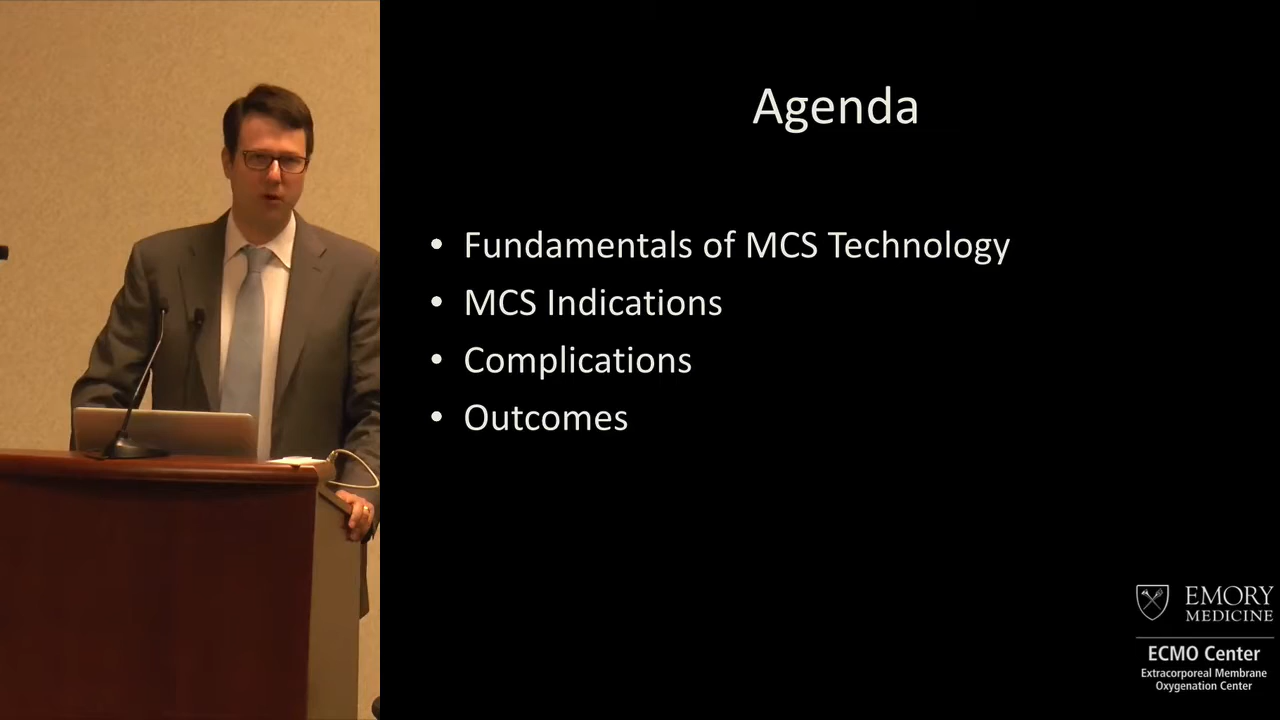 Agenda
• Fundamentals of MCS Technology
• MCS Indications
• Complications
• Outcomes
EMORY
MEDICINE
ECMO Center
Extracorporeal Membrane
Oxygenation Center